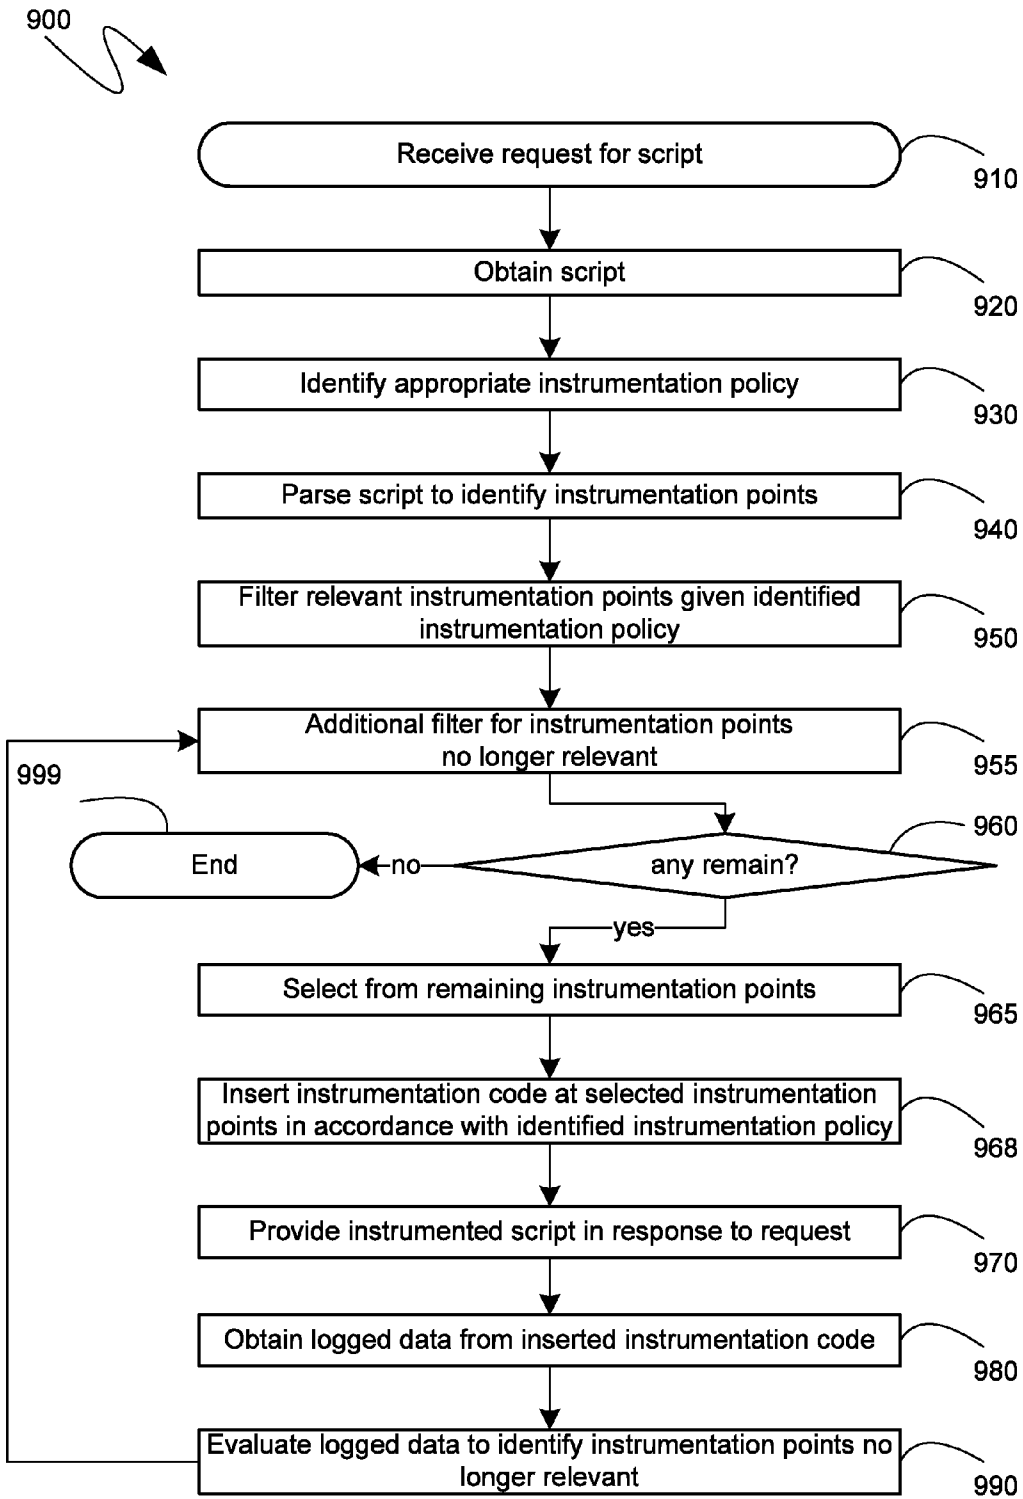 900
Receive request for script
910
Obtain script
920
Identify appropriate instrumentation policy
930
Parse script to identify instrumentation points
940
Filter relevant instrumentation points given identified
instrumentation policy
950
Additional filter for instrumentation points
no longer relevant
955
999
960
End
no
any remain?
yes
Select from remaining instrumentation points
965
Insert instrumentation code at selected instrumentation
points in accordance with identified instrumentation policy
968
Provide instrumented script in response to request
970
Obtain logged data from inserted instrumentation code
980
Evaluate logged data to identify instrumentation points no
longer relevant
990